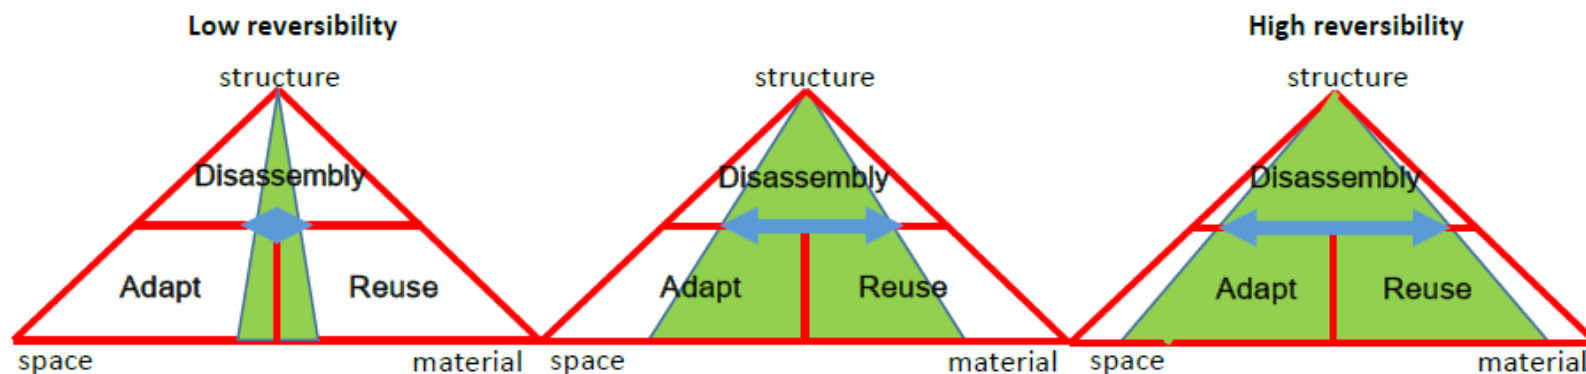 Low reversibility
High reversibility
structure
structure
structure
Disassembly
Disassembly
Disassembly
Adapt
Reuse
Adapt
Reuse
Adapt
Reuse
space
material
space
material
space
material